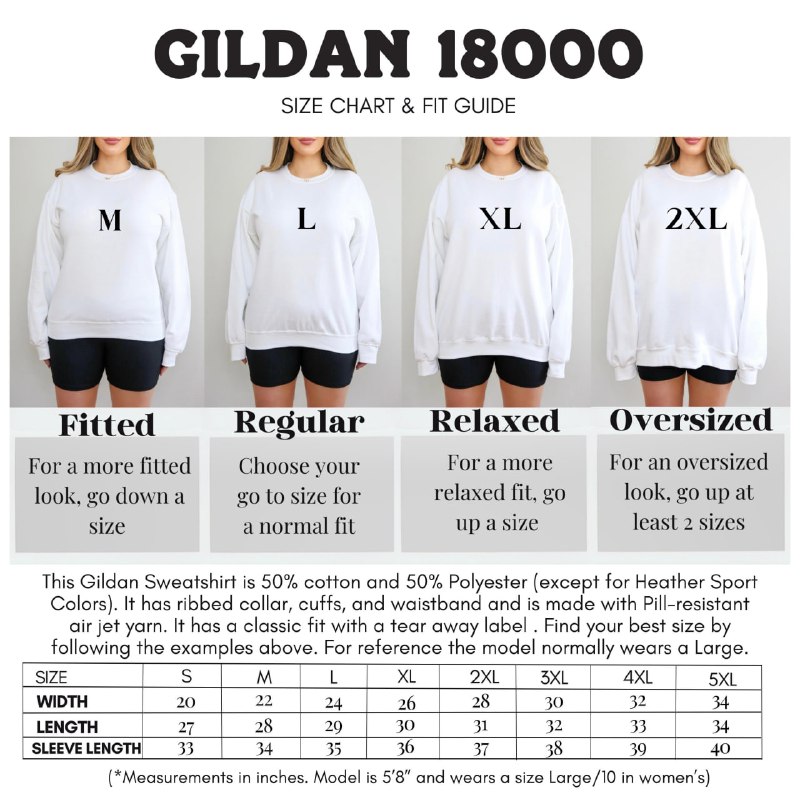 GILDAN 18000
SIZE CHART & FIT GUIDE
M L XL 2XL
Fitted Regular Relaxed Oversized
For a more fitted
look, go down a
size
Choose your
go to size for
a normal fit
For a more
relaxed fit, go
up a size
For an oversized
look, go up at
least 2 sizes
This Gildan Sweatshirt is 50% cotton and 50% Polyester (except for Heather Sport
Colors). It has ribbed collar, cuffs, and waistband and is made with Pill-resistant
air jet yarn. It has a classic fit with a tear away label . Find your best size by
following the examples above. For reference the model normally wears a Large.
SIZE S M L XL 2XL 3XL 4XL 5XL
WIDTH 20 22 24 26 28 30 32 34
LENGTH 27 28 29 30 31 32 33 34
SLEEVE LENGTH 33 34 35 36 37 38 39 40
(*Measurements in inches. Model is 5'8" and wears a size Large/10 in women's)